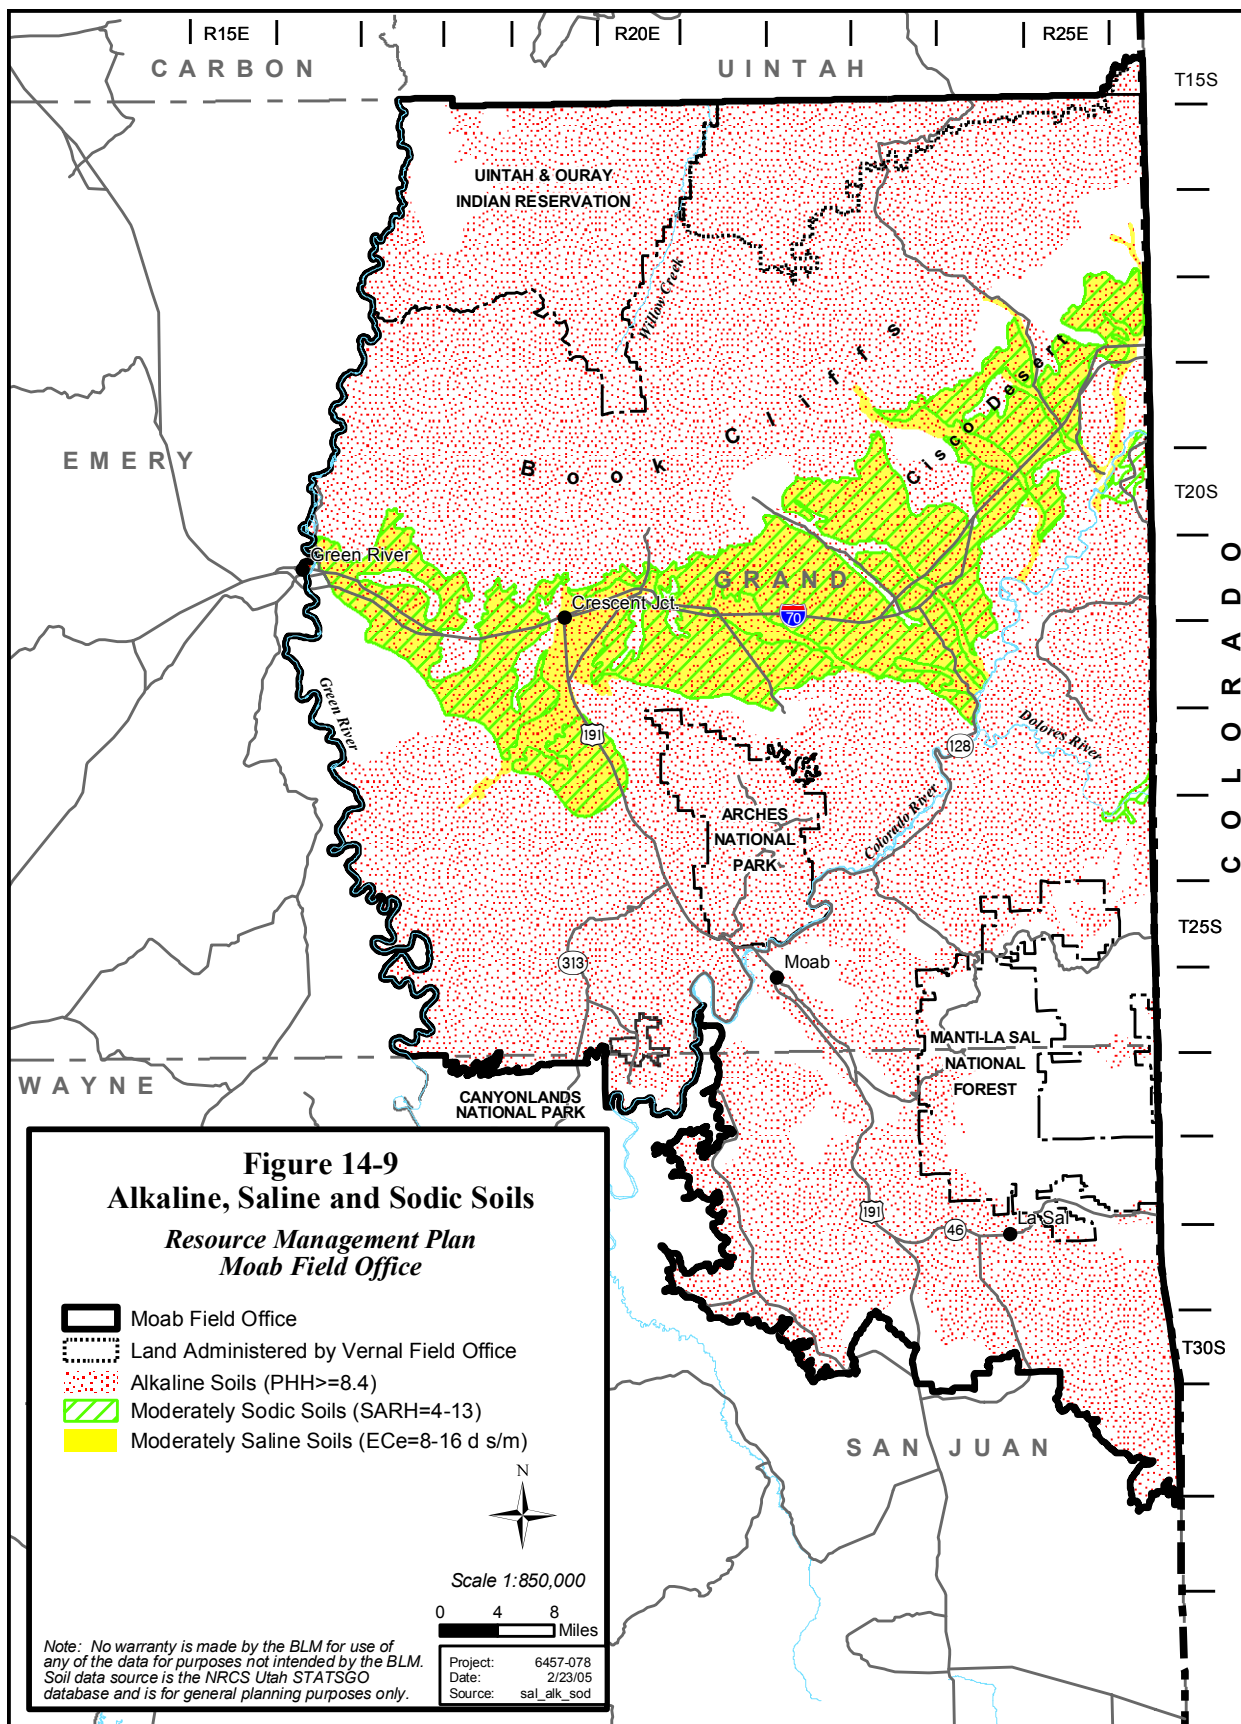 R15E
R20E
R25E
CARBON
UINTAH
T15S
UINTAH & OURAY
INDIAN RESERVATION
Willow Creek
Book Cliffs
Cisco Desert
EMERY
T20S
Green River
GRAND
Crescent Jct.
70
COLORADO
Green River
191
128
Dolores River
ARCHES
NATIONAL
PARK
Colorado River
T25S
313
Moab
MANTI-LA SAL
NATIONAL
FOREST
WAYNE
CANYONLANDS
NATIONAL PARK
191
46
La Sal
T30S
SAN JUAN
Figure 14-9
Alkaline, Saline and Sodic Soils
Resource Management Plan
Moab Field Office
Moab Field Office
Land Administered by Vernal Field Office
Alkaline Soils (PHH>=8.4)
Moderately Sodic Soils (SARH=4-13)
Moderately Saline Soils (ECe=8-16 d s/m)
N
Scale 1:850,000
0 4 8
Miles
Note: No warranty is made by the BLM for use of
any of the data for purposes not intended by the BLM.
Soil data source is the NRCS Utah STATSGO
database and is for general planning purposes only.
Project: 6457-078
Date: 2/23/05
Source: sal_alk_sod